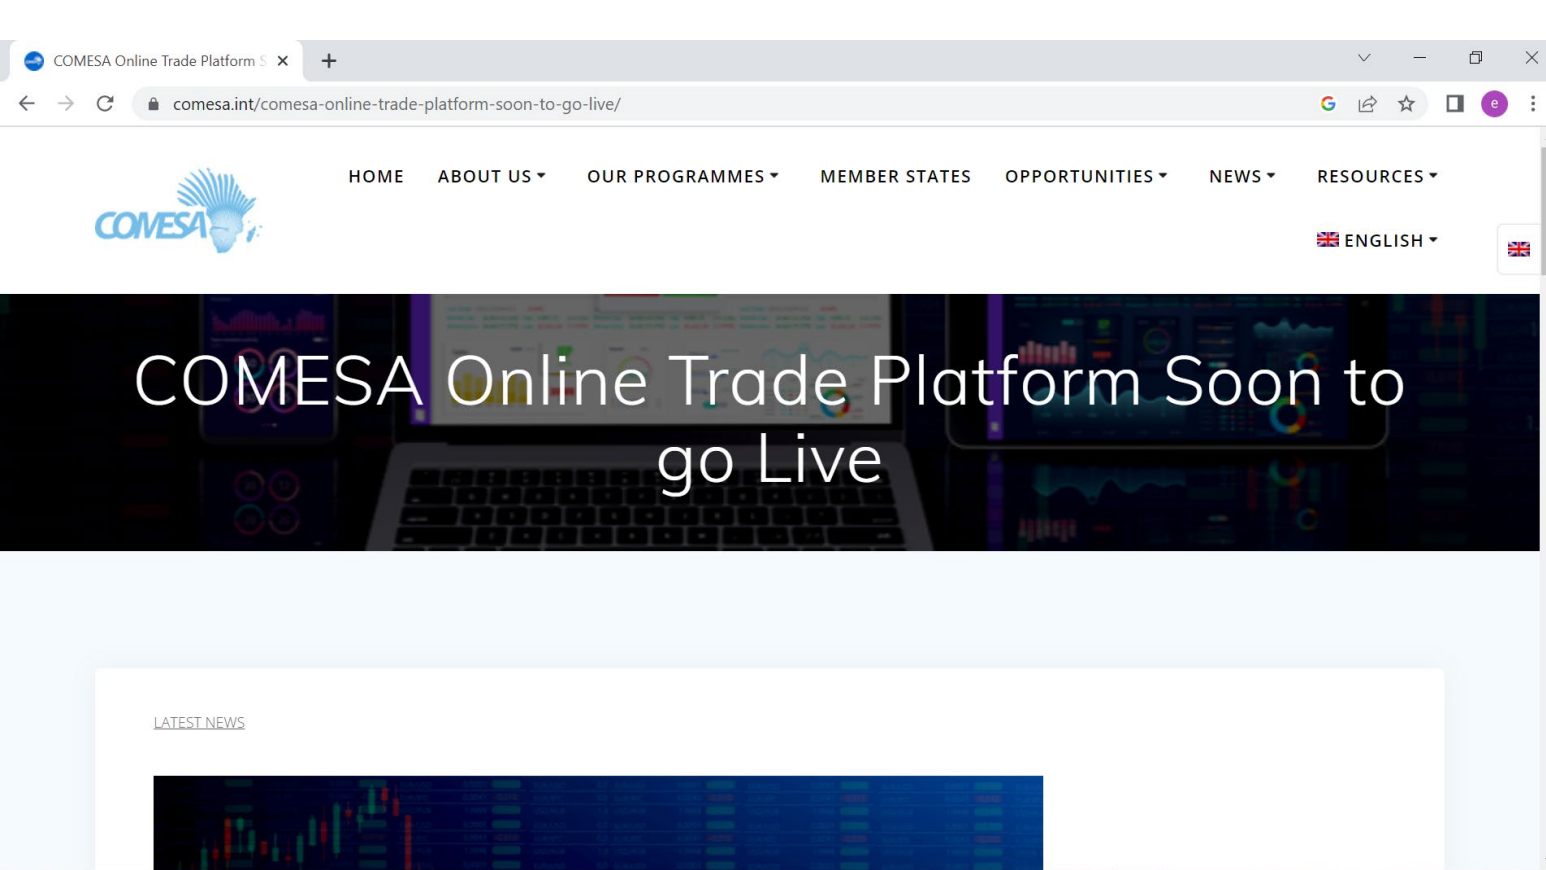 COMESA Online Trade Platform S
comesa.int/comesa-online-trade-platform-soon-to-go-live/
e
COMESA
HOME
ABOUT US
OUR PROGRAMMES
MEMBER STATES
OPPORTUNITIES
NEWS
RESOURCES
ENGLISH
COMESA Online Trade Platform Soon to
go Live
LATEST NEWS